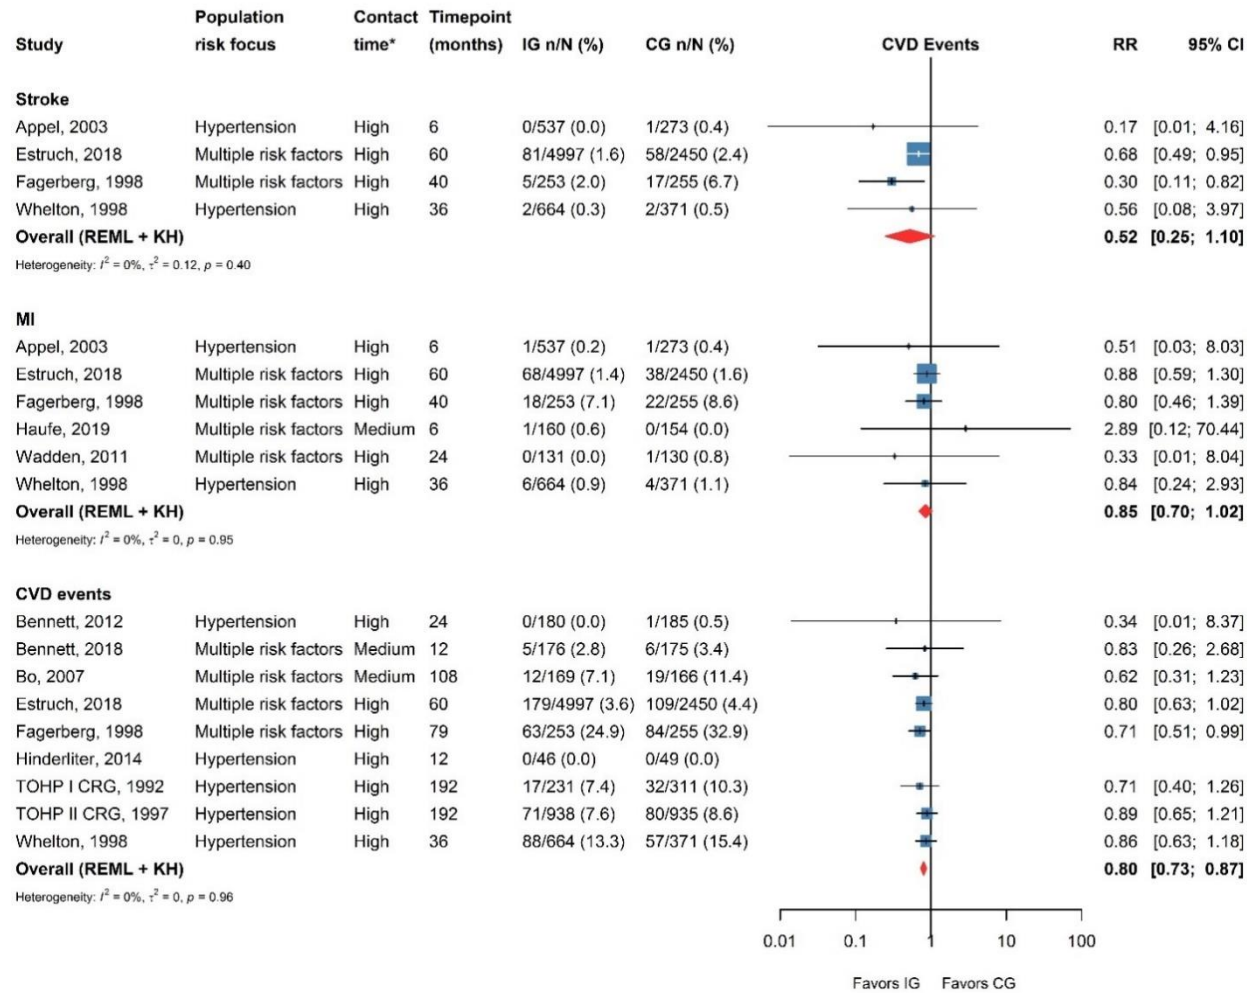 Population Contact Timepoint
Study risk focus time* (months) IG n/N (%) CG n/N (%) CVD Events RR 95% CI
Stroke
Appel, 2003 Hypertension High 6 0/537 (0.0) 1/273 (0.4) 0.17 [0.01; 4.16]
Estruch, 2018 Multiple risk factors High 60 81/4997 (1.6) 58/2450 (2.4) 0.68 [0.49; 0.95]
Fagerberg, 1998 Multiple risk factors High 40 5/253 (2.0) 17/255 (6.7) 0.30 [0.11; 0.82]
Whelton, 1998 Hypertension High 36 2/664 (0.3) 2/371 (0.5) 0.56 [0.08; 3.97]
Overall (REML + KH) 0.52 [0.25; 1.10]
Heterogeneity: I² = 0%, τ² = 0.12, p = 0.40
MI
Appel, 2003 Hypertension High 6 1/537 (0.2) 1/273 (0.4) 0.51 [0.03; 8.03]
Estruch, 2018 Multiple risk factors High 60 68/4997 (1.4) 38/2450 (1.6) 0.88 [0.59; 1.30]
Fagerberg, 1998 Multiple risk factors High 40 18/253 (7.1) 22/255 (8.6) 0.80 [0.46; 1.39]
Haufe, 2019 Multiple risk factors Medium 6 1/160 (0.6) 0/154 (0.0) 2.89 [0.12; 70.44]
Wadden, 2011 Multiple risk factors High 24 0/131 (0.0) 1/130 (0.8) 0.33 [0.01; 8.04]
Whelton, 1998 Hypertension High 36 6/664 (0.9) 4/371 (1.1) 0.84 [0.24; 2.93]
Overall (REML + KH) 0.85 [0.70; 1.02]
Heterogeneity: I² = 0%, τ² = 0, p = 0.95
CVD events
Bennett, 2012 Hypertension High 24 0/180 (0.0) 1/185 (0.5) 0.34 [0.01; 8.37]
Bennett, 2018 Multiple risk factors Medium 12 5/176 (2.8) 6/175 (3.4) 0.83 [0.26; 2.68]
Bo, 2007 Multiple risk factors Medium 108 12/169 (7.1) 19/166 (11.4) 0.62 [0.31; 1.23]
Estruch, 2018 Multiple risk factors High 60 179/4997 (3.6) 109/2450 (4.4) 0.80 [0.63; 1.02]
Fagerberg, 1998 Multiple risk factors High 79 63/253 (24.9) 84/255 (32.9) 0.71 [0.51; 0.99]
Hinderliter, 2014 Hypertension High 12 0/46 (0.0) 0/49 (0.0)
TOHP I CRG, 1992 Hypertension High 192 17/231 (7.4) 32/311 (10.3) 0.71 [0.40; 1.26]
TOHP II CRG, 1997 Hypertension High 192 71/938 (7.6) 80/935 (8.6) 0.89 [0.65; 1.21]
Whelton, 1998 Hypertension High 36 88/664 (13.3) 57/371 (15.4) 0.86 [0.63; 1.18]
Overall (REML + KH) 0.80 [0.73; 0.87]
Heterogeneity: I² = 0%, τ² = 0, p = 0.96
0.01 0.1 1 10 100
Favors IG Favors CG